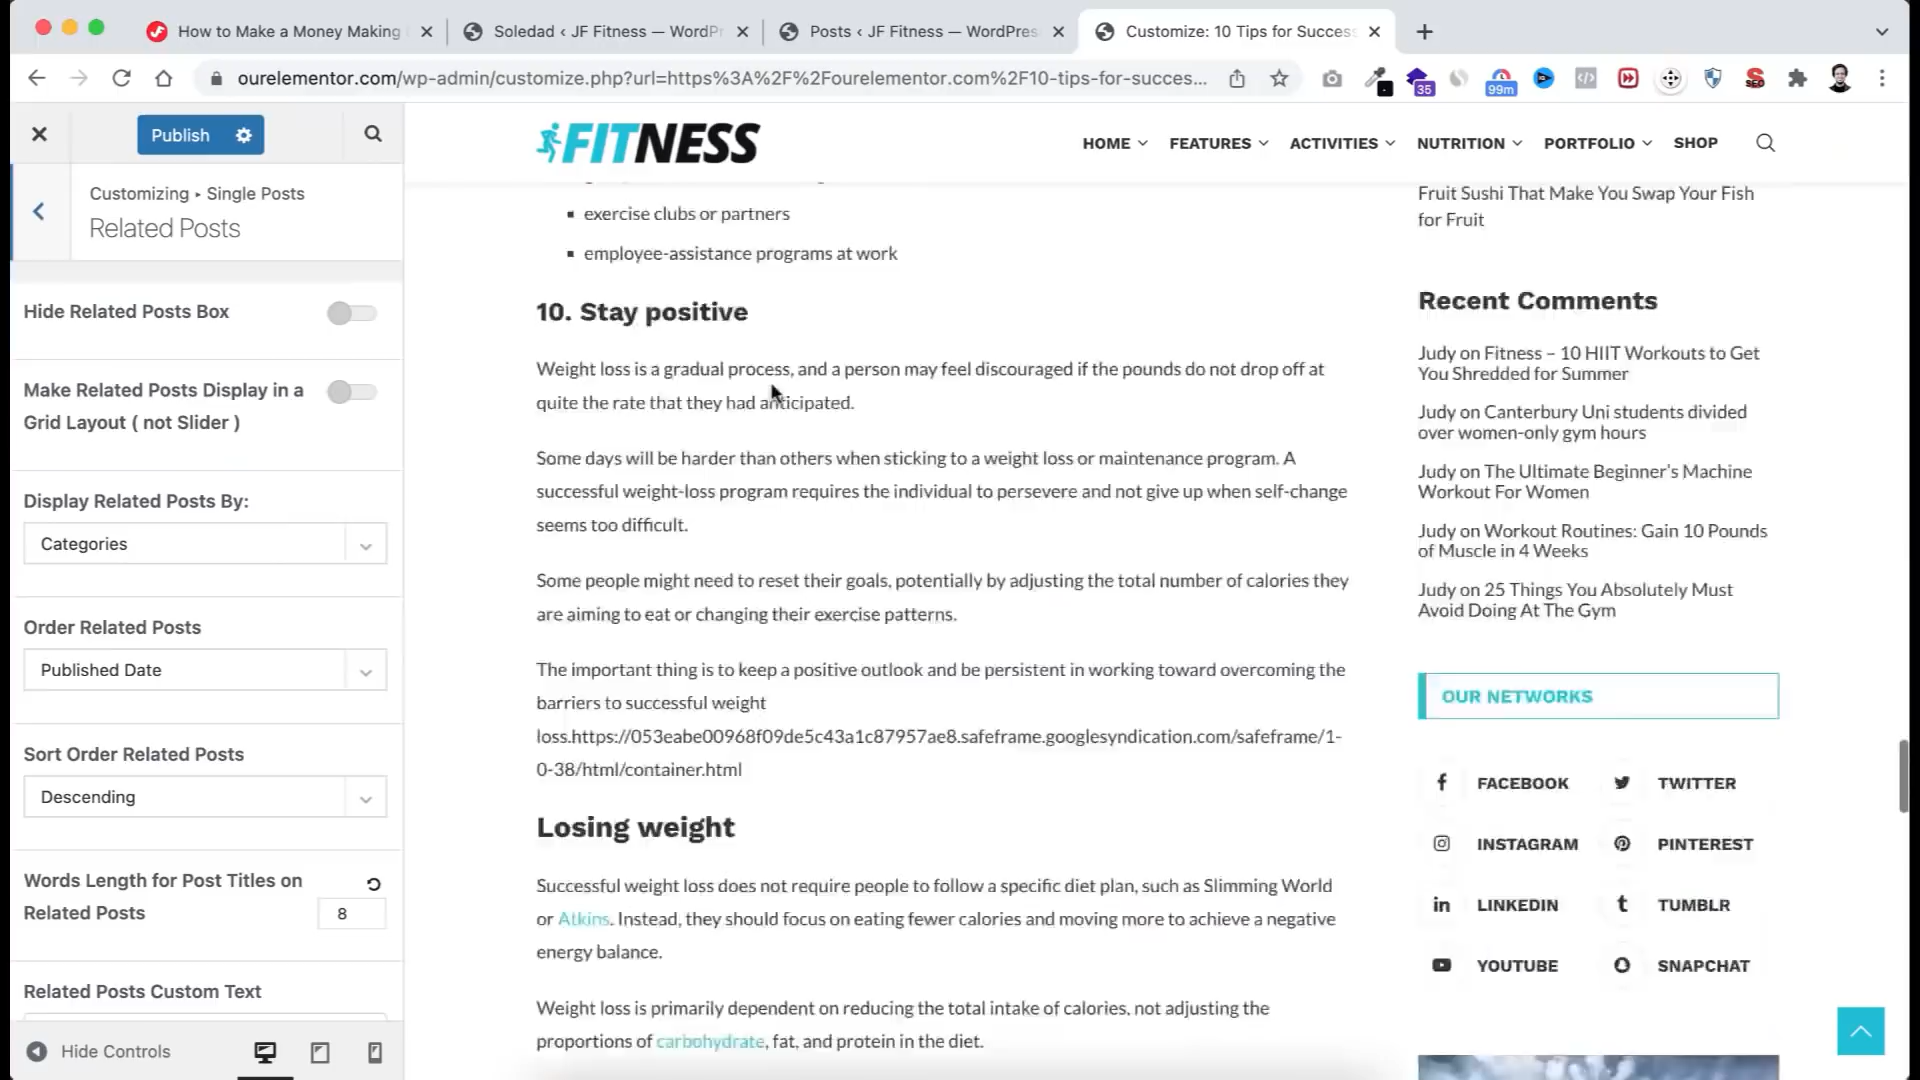 How to Make a Money Making
Soledad ‹ JF Fitness — WordPr
Posts ‹ JF Fitness — WordPres
Customize: 10 Tips for Succes
ourelementor.com/wp-admin/customize.php?url=https%3A%2F%2Fourelementor.com%2F10-tips-for-succes...
35
99m
SEO
Publish
FITNESS
HOME
FEATURES
ACTIVITIES
NUTRITION
PORTFOLIO
SHOP
Customizing ▸ Single Posts
Related Posts
Hide Related Posts Box
Make Related Posts Display in a
Grid Layout ( not Slider )
Display Related Posts By:
Categories
Order Related Posts
Published Date
Sort Order Related Posts
Descending
Words Length for Post Titles on
Related Posts
8
Related Posts Custom Text
Hide Controls
exercise clubs or partners
employee-assistance programs at work
10. Stay positive
Weight loss is a gradual process, and a person may feel discouraged if the pounds do not drop off at
quite the rate that they had anticipated.
Some days will be harder than others when sticking to a weight loss or maintenance program. A
successful weight-loss program requires the individual to persevere and not give up when self-change
seems too difficult.
Some people might need to reset their goals, potentially by adjusting the total number of calories they
are aiming to eat or changing their exercise patterns.
The important thing is to keep a positive outlook and be persistent in working toward overcoming the
barriers to successful weight
loss.https://053eabe00968f09de5c43a1c87957ae8.safeframe.googlesyndication.com/safeframe/1-
0-38/html/container.html
Losing weight
Successful weight loss does not require people to follow a specific diet plan, such as Slimming World
or Atkins. Instead, they should focus on eating fewer calories and moving more to achieve a negative
energy balance.
Weight loss is primarily dependent on reducing the total intake of calories, not adjusting the
proportions of carbohydrate, fat, and protein in the diet.
Fruit Sushi That Make You Swap Your Fish
for Fruit
Recent Comments
Judy on Fitness – 10 HIIT Workouts to Get
You Shredded for Summer
Judy on Canterbury Uni students divided
over women-only gym hours
Judy on The Ultimate Beginner's Machine
Workout For Women
Judy on Workout Routines: Gain 10 Pounds
of Muscle in 4 Weeks
Judy on 25 Things You Absolutely Must
Avoid Doing At The Gym
OUR NETWORKS
FACEBOOK
TWITTER
INSTAGRAM
PINTEREST
LINKEDIN
TUMBLR
YOUTUBE
SNAPCHAT